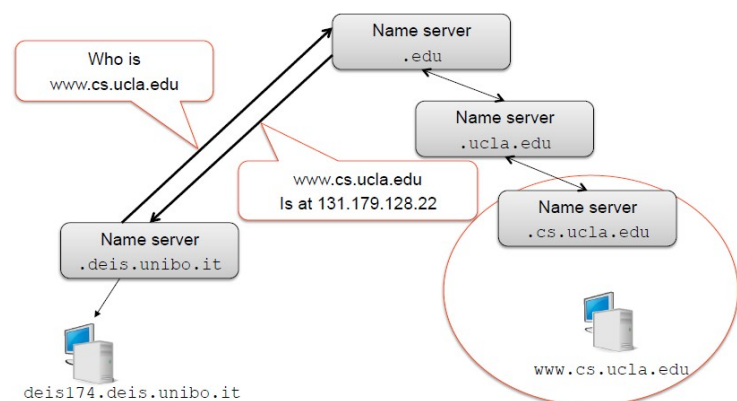 Name server
.edu
Who is
www.cs.ucla.edu
Name server
.ucla.edu
www.cs.ucla.edu
Is at 131.179.128.22
Name server
.cs.ucla.edu
Name server
.deis.unibo.it
www.cs.ucla.edu
deis174.deis.unibo.it